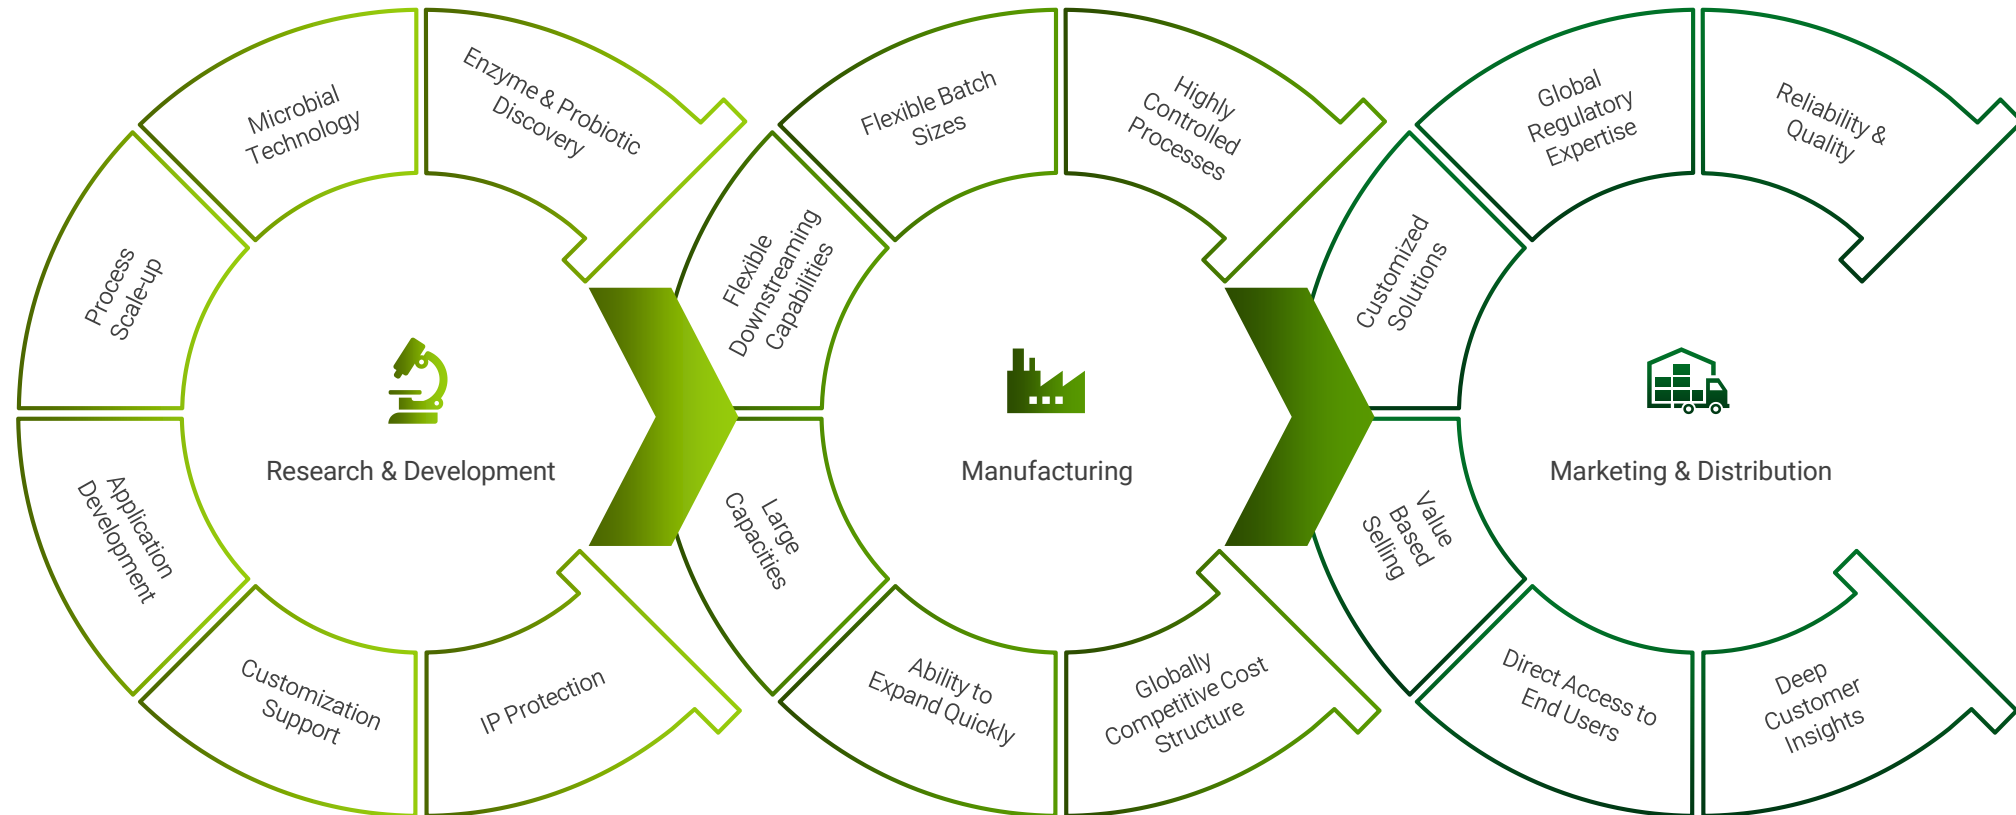 Enzyme & Probiotic
Discovery
Microbial
Technology
Process
Scale-up
Application
Development
Customization
Support
IP Protection
Research & Development
Highly
Controlled
Processes
Flexible Batch
Sizes
Flexible
Downstreaming
Capabilities
Large
Capacities
Ability to
Expand Quickly
Globally
Competitive Cost
Structure
Manufacturing
Reliability &
Quality
Global
Regulatory
Expertise
Customized
Solutions
Value
Based
Selling
Direct Access to
End Users
Deep
Customer
Insights
Marketing & Distribution